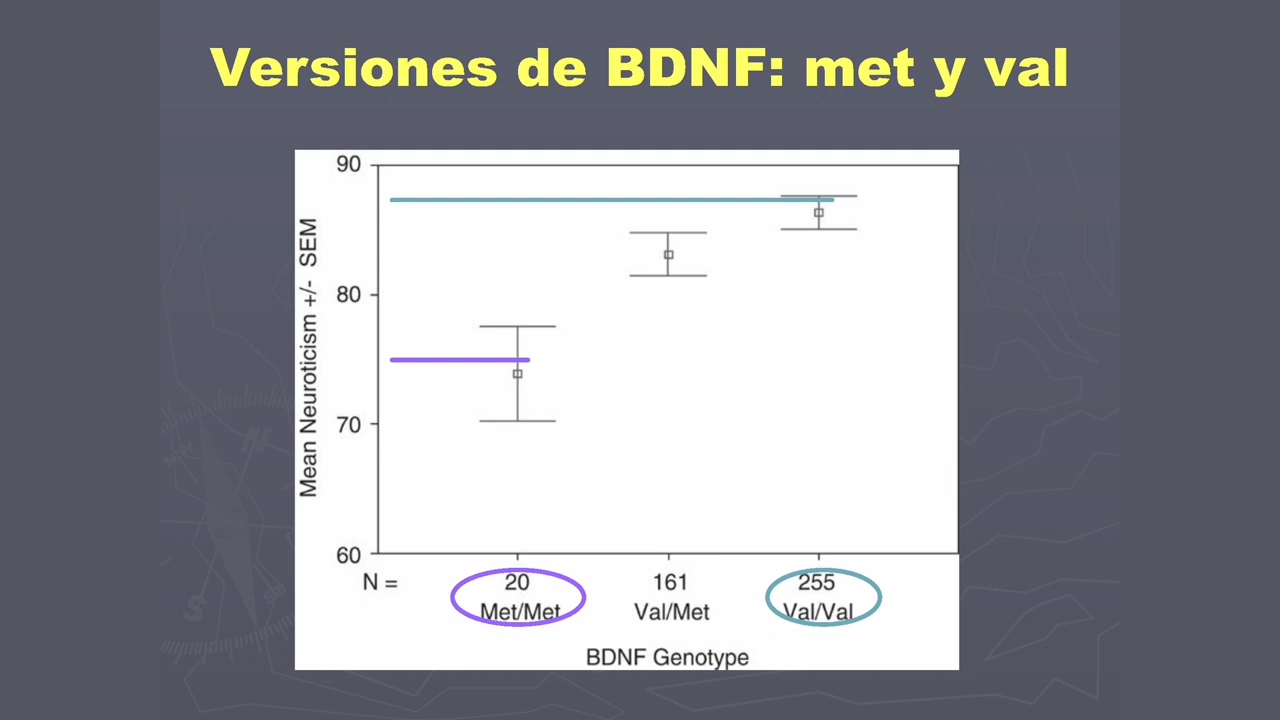 Versiones de BDNF: met y val
Mean Neuroticism +/- SEM
90
80
70
60
N = 20 161 255
Met/Met Val/Met Val/Val
BDNF Genotype
N
S